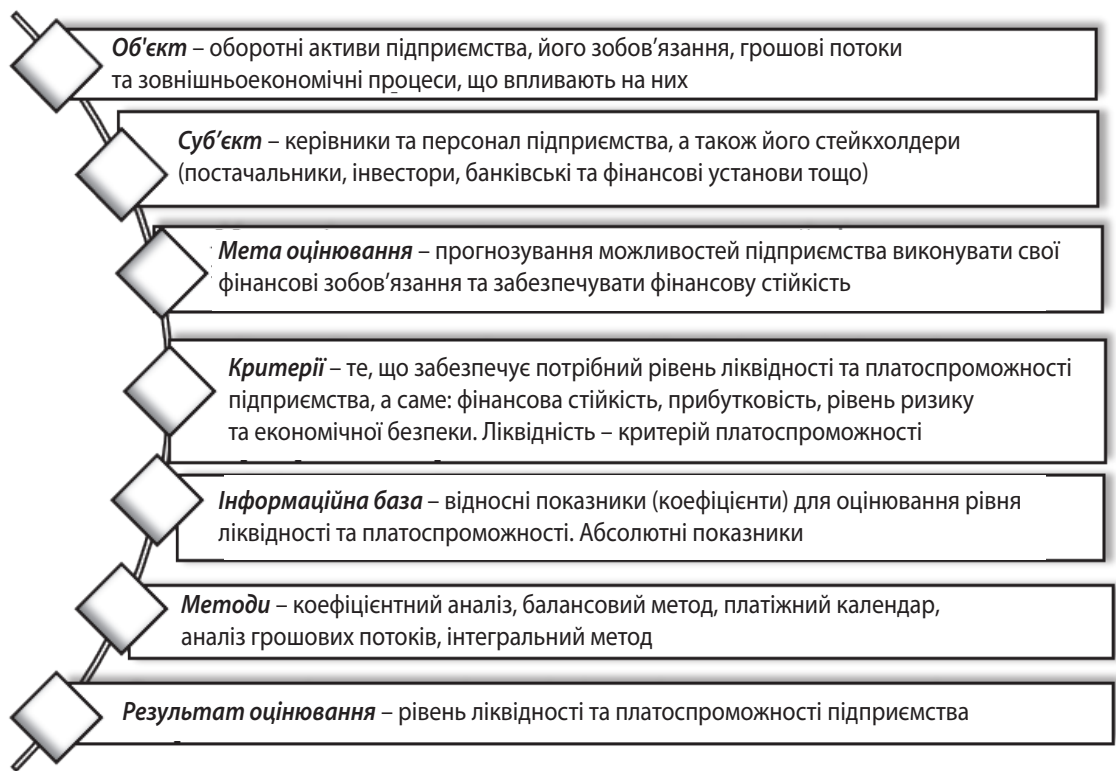 Об'єкт – оборотні активи підприємства, його зобов’язання, грошові потоки
та зовнішньоекономічні процеси, що впливають на них
Суб’єкт – керівники та персонал підприємства, а також його стейкхолдери
(постачальники, інвестори, банківські та фінансові установи тощо)
Мета оцінювання – прогнозування можливостей підприємства виконувати свої
фінансові зобов’язання та забезпечувати фінансову стійкість
Критерії – те, що забезпечує потрібний рівень ліквідності та платоспроможності
підприємства, а саме: фінансова стійкість, прибутковість, рівень ризику
та економічної безпеки. Ліквідність – критерій платоспроможності
Інформаційна база – відносні показники (коефіцієнти) для оцінювання рівня
ліквідності та платоспроможності. Абсолютні показники
Методи – коефіцієнтний аналіз, балансовий метод, платіжний календар,
аналіз грошових потоків, інтегральний метод
Результат оцінювання – рівень ліквідності та платоспроможності підприємства